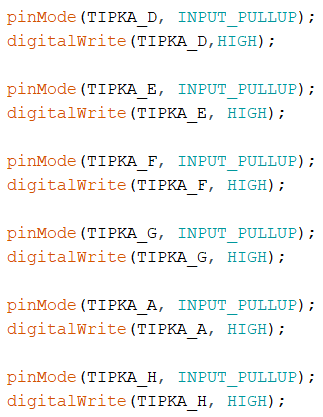 pinMode(TIPKA_D, INPUT_PULLUP);
digitalWrite(TIPKA_D,HIGH);
pinMode(TIPKA_E, INPUT_PULLUP);
digitalWrite(TIPKA_E, HIGH);
pinMode(TIPKA_F, INPUT_PULLUP);
digitalWrite(TIPKA_F, HIGH);
pinMode(TIPKA_G, INPUT_PULLUP);
digitalWrite(TIPKA_G, HIGH);
pinMode(TIPKA_A, INPUT_PULLUP);
digitalWrite(TIPKA_A, HIGH);
pinMode(TIPKA_H, INPUT_PULLUP);
digitalWrite(TIPKA_H, HIGH);